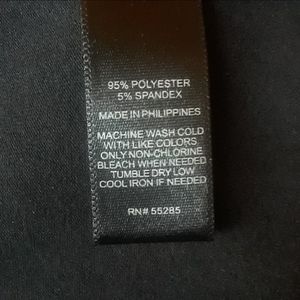 95% POLYESTER
5% SPANDEX
MADE IN PHILIPPINES
MACHINE WASH COLD
WITH LIKE COLORS
ONLY NON-CHLORINE
BLEACH WHEN NEEDED
TUMBLE DRY LOW
COOL IRON IF NEEDED
RN# 55285